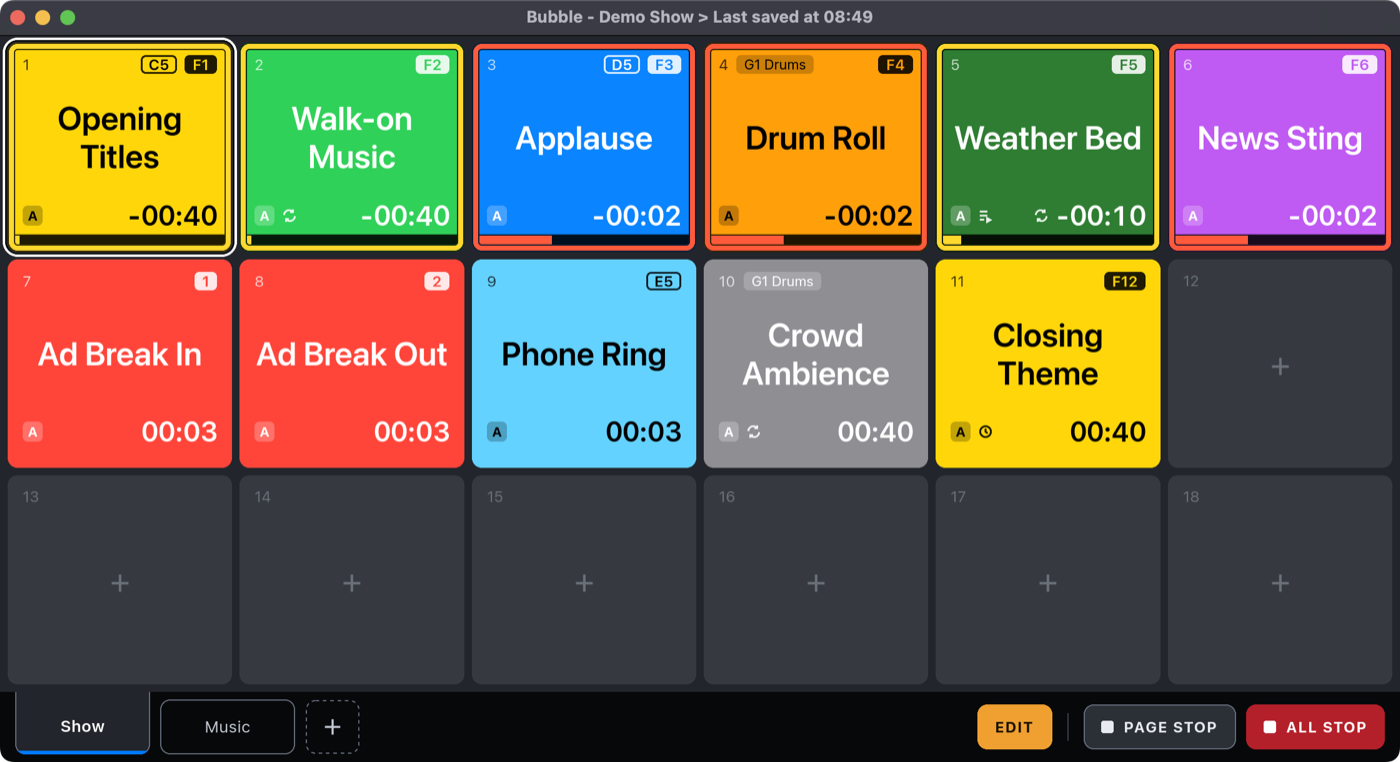 Bubble - Demo Show > Last saved at 08:49
1 C5 F1
Opening
Titles
A -00:40
2 F2
Walk-on
Music
A -00:40
3 D5 F3
Applause
A -00:02
4 G1 Drums F4
Drum Roll
A -00:02
5 F5
Weather Bed
A -00:10
6 F6
News Sting
A -00:02
7 1
Ad Break In
A 00:03
8 2
Ad Break Out
A 00:03
9 E5
Phone Ring
A 00:03
10 G1 Drums
Crowd
Ambience
A 00:40
11 F12
Closing
Theme
A 00:40
12
+
13
+
14
+
15
+
16
+
17
+
18
+
Show
Music
+
EDIT
PAGE STOP
ALL STOP